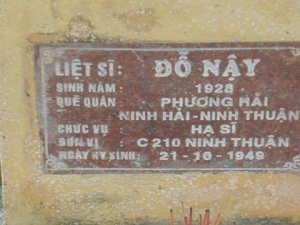 LIỆT SĨ: ĐỖ NẬY
SINH NĂM: 1928
QUÊ QUÁN: PHƯƠNG HẢI
NINH HẢI-NINH THUẬN
CHỨC VỤ: HẠ SĨ
ĐƠN VỊ: C 210 NINH THUẬN
NGÀY HY SINH: 21-10-1949